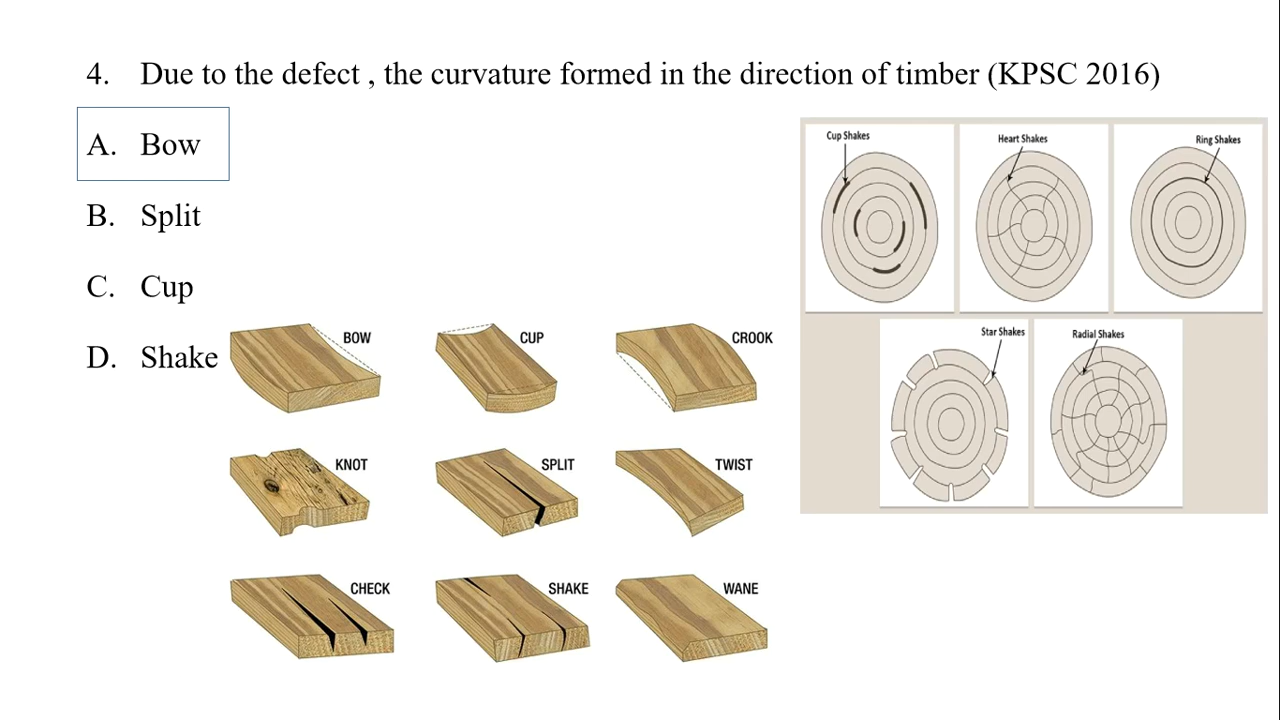 4. Due to the defect , the curvature formed in the direction of timber (KPSC 2016)
A. Bow
B. Split
C. Cup
D. Shake
BOW
CUP
CROOK
KNOT
SPLIT
TWIST
CHECK
SHAKE
WANE
Cup Shakes
Heart Shakes
Ring Shakes
Star Shakes
Radial Shakes